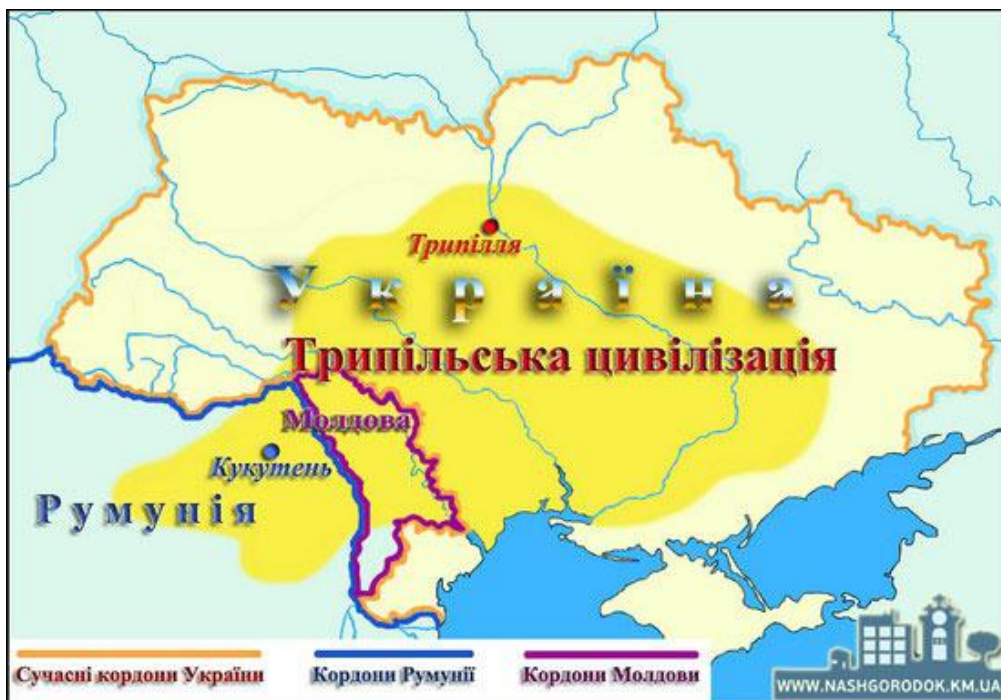 Трипілля
Україна
Трипільська цивілізація
Молдова
Кукутень
Румунія
Сучасні кордони України
Кордони Румунії
Кордони Молдови
WWW.NASHGORODOK.KM.UA